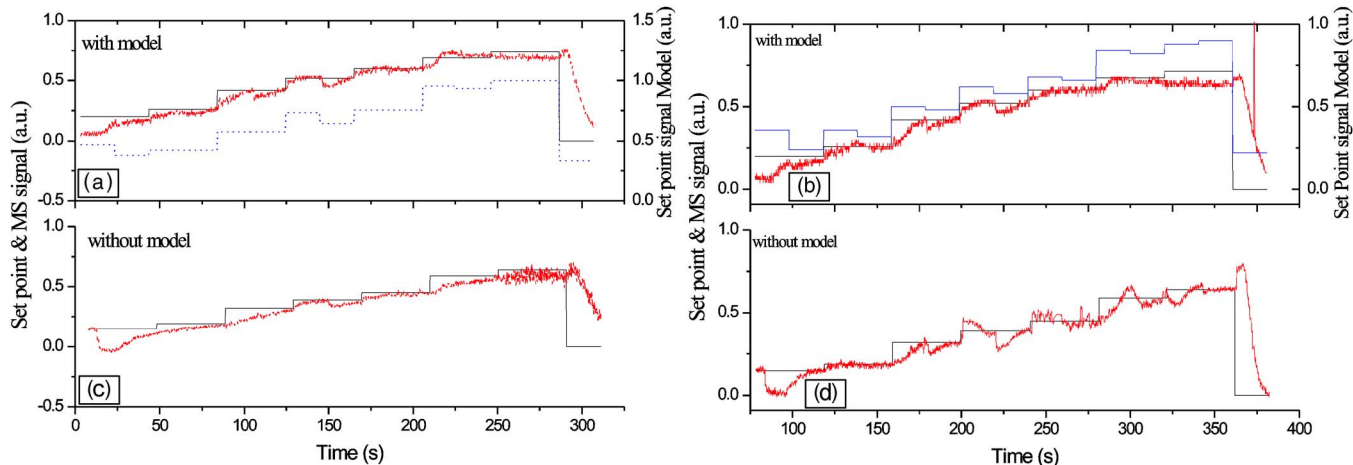 with model
1.0
0.5
0.0
-0.5
1.5
1.0
0.5
0.0
(a)
Set point & MS signal (a.u.)
Set point signal Model (a.u.)
without model
1.0
0.5
0.0
-0.5
(c)
0 50 100 150 200 250 300
Time (s)
with model
1.0
0.5
0.0
1.0
0.5
0.0
(b)
Set point & MS signal (a.u.)
Set Point signal Model (a.u.)
without model
1.0
0.5
0.0
(d)
100 150 200 250 300 350 400
Time (s)